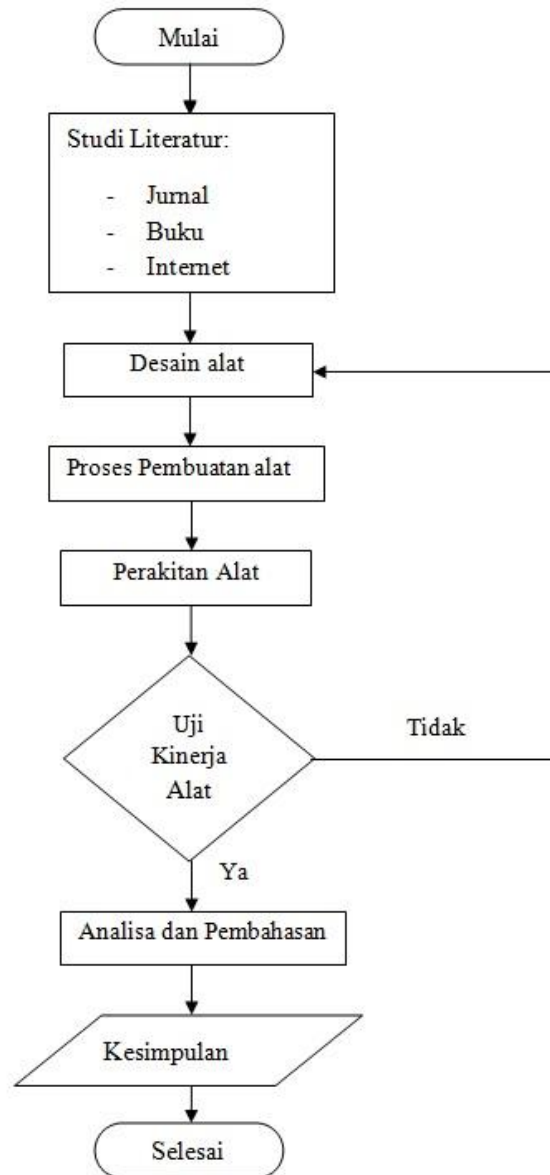 Mulai
Studi Literatur:
- Jurnal
- Buku
- Internet
Desain alat
Proses Pembuatan alat
Perakitan Alat
Uji
Kinerja
Alat
Tidak
Ya
Analisa dan Pembahasan
Kesimpulan
Selesai